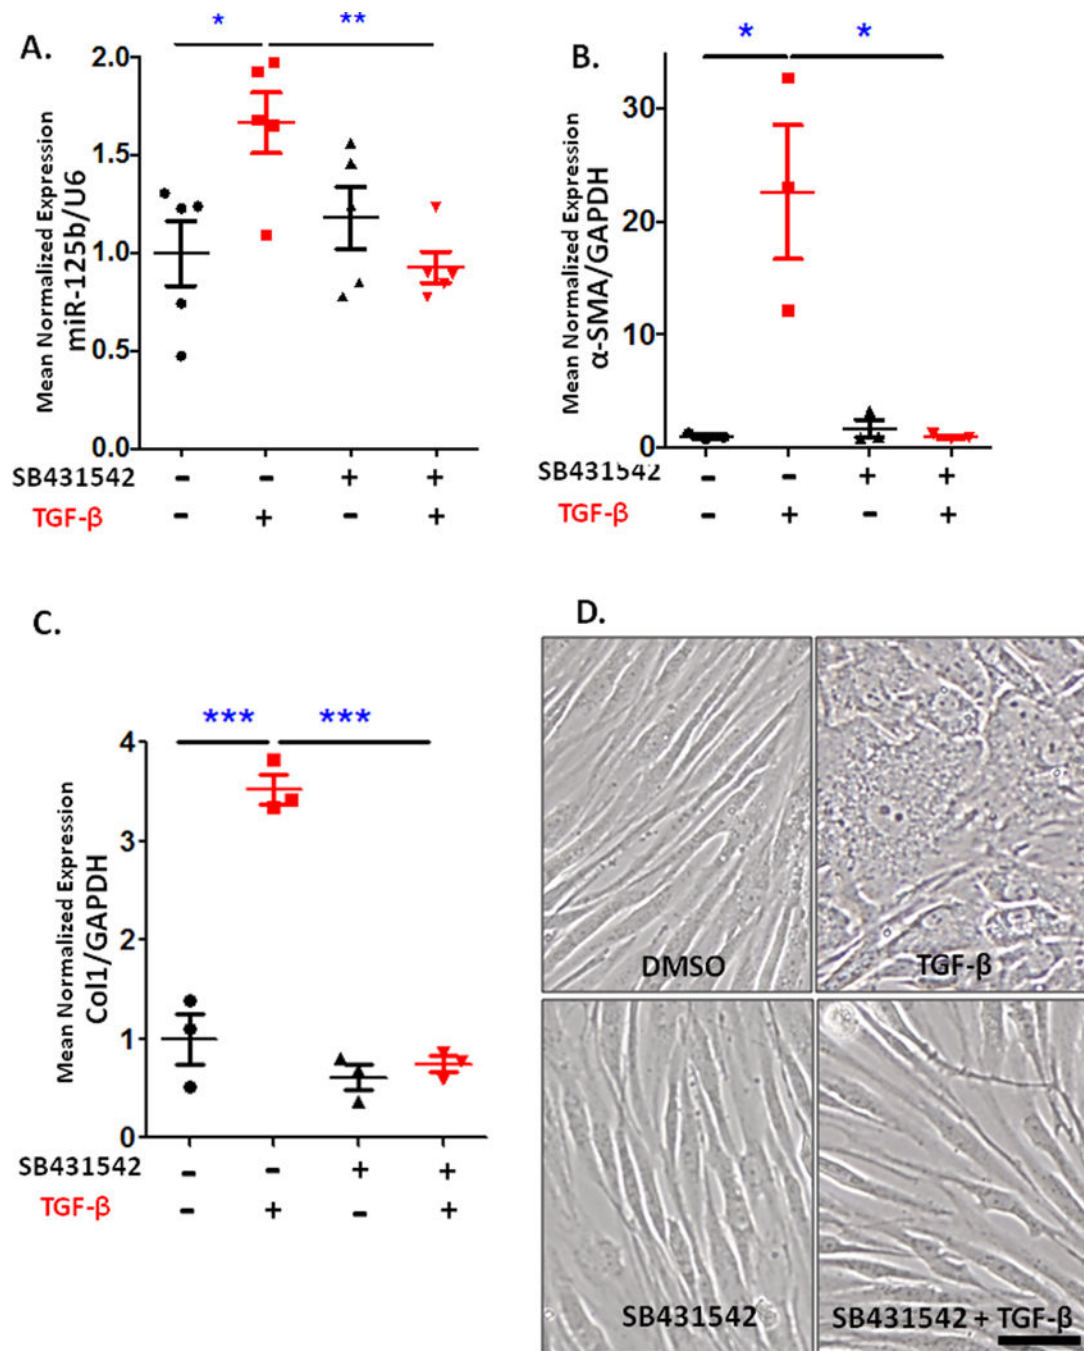 A.
* **
Mean Normalized Expression
miR-125b/U6
2.0
1.5
1.0
0.5
0.0
SB431542 - - + +
TGF-β - + - +
B.
* *
Mean Normalized Expression
α-SMA/GAPDH
30
20
10
0
SB431542 - - + +
TGF-β - + - +
C.
*** ***
Mean Normalized Expression
Col1/GAPDH
4
3
2
1
0
SB431542 - - + +
TGF-β - + - +
D.
DMSO
TGF-β
SB431542
SB431542 + TGF-β